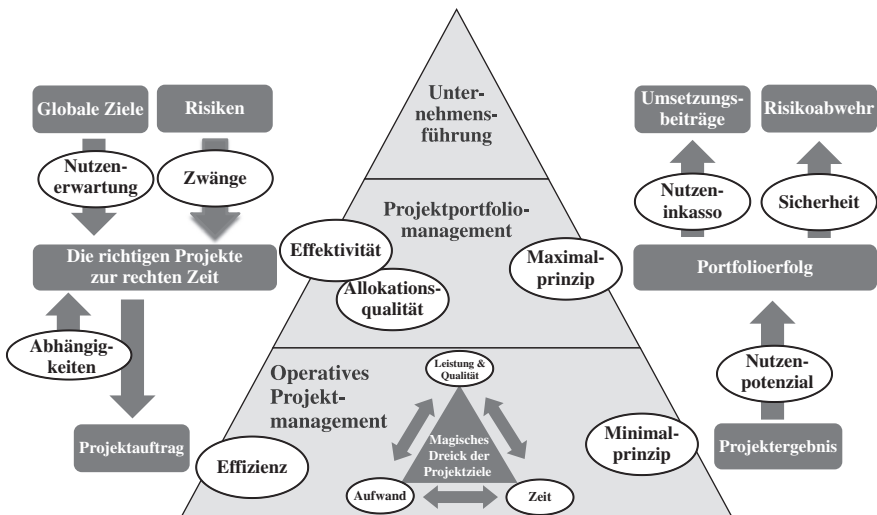 Globale Ziele
Risiken
Nutzen-
erwartung
Zwänge
Die richtigen Projekte
zur rechten Zeit
Abhängig-
keiten
Projektauftrag
Unter-
nehmens-
führung
Projektportfolio-
management
Effektivität
Allokations-
qualität
Maximal-
prinzip
Operatives
Projekt-
management
Effizienz
Leistung &
Qualität
Magisches
Dreick der
Projektziele
Aufwand
Zeit
Minimal-
prinzip
Umsetzungs-
beiträge
Risikoabwehr
Nutzen-
inkasso
Sicherheit
Portfolioerfolg
Nutzen-
potenzial
Projektergebnis